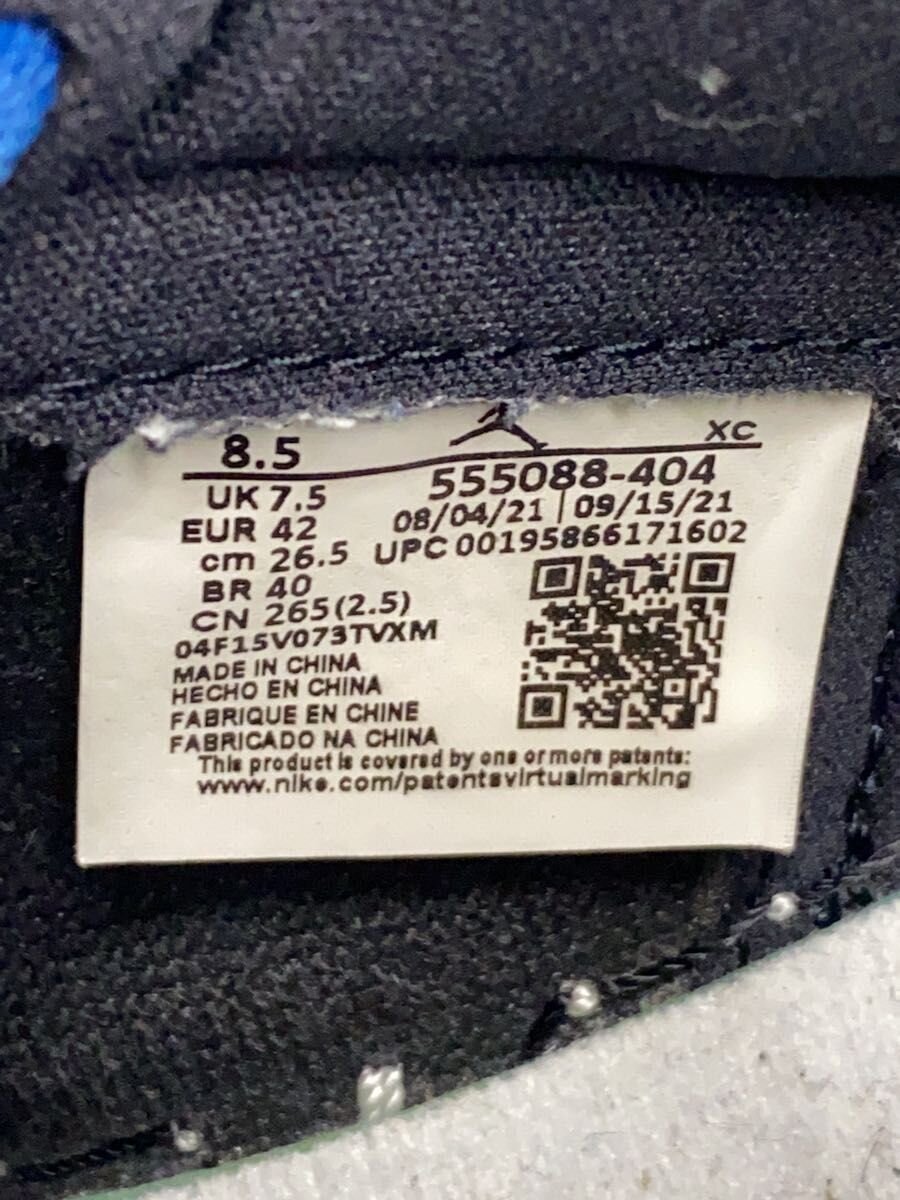 8.5 XC
UK 7.5 555088-404
EUR 42 08/04/21 | 09/15/21
cm 26.5 UPC 00195866171602
BR 40
CN 265(2.5)
04F15V073TVXM
MADE IN CHINA
HECHO EN CHINA
FABRIQUE EN CHINE
FABRICADO NA CHINA
This product is covered by one or more patents:
www.nike.com/patentsvirtualmarking